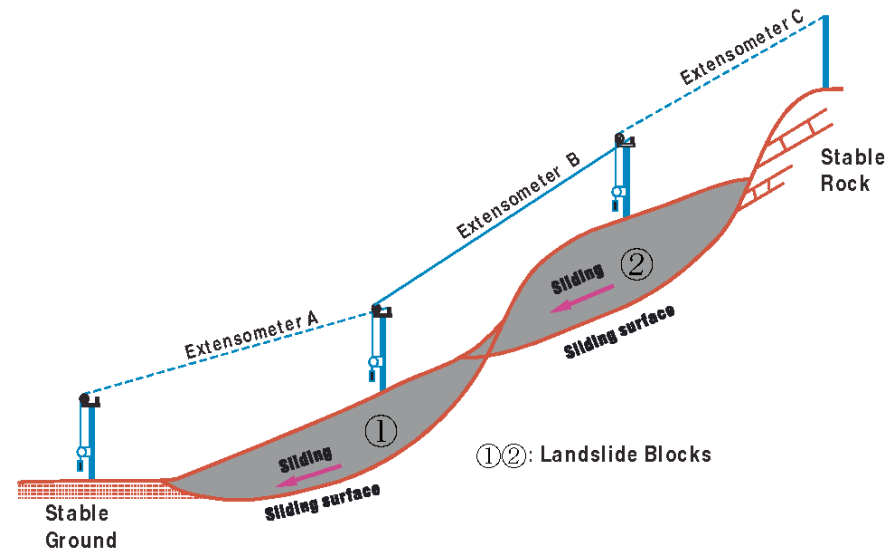 Extensometer C
Stable
Rock
Extensometer B
②
Sliding
Sliding surface
Extensometer A
①
①②: Landslide Blocks
Sliding
Sliding surface
Stable
Ground